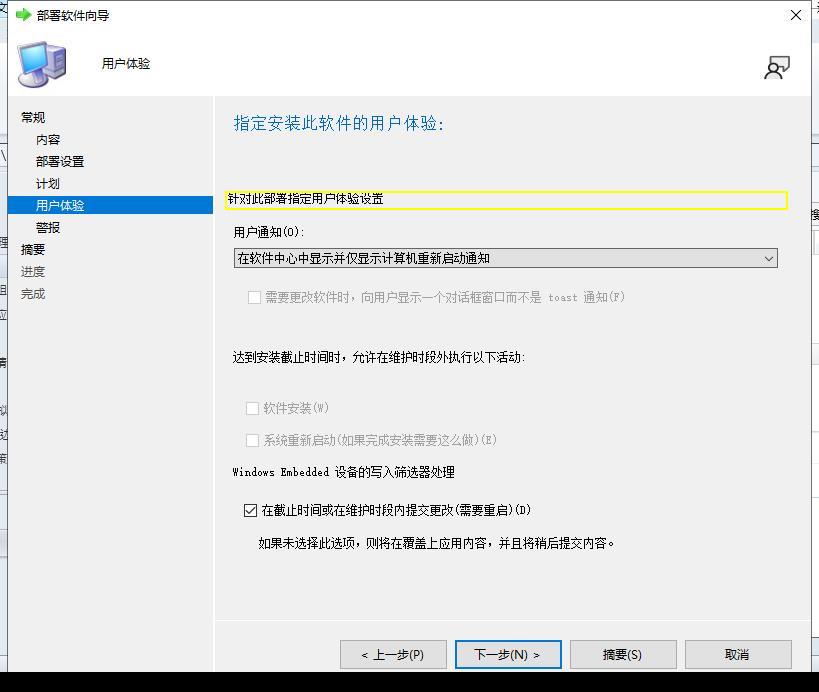 部署软件向导
用户体验
常规
内容
部署设置
计划
用户体验
警报
摘要
进度
完成
指定安装此软件的用户体验:
针对此部署指定用户体验设置
用户通知(O):
在软件中心中显示并仅显示计算机重新启动通知
需要更改软件时，向用户显示一个对话框窗口而不是 toast 通知(F)
达到安装截止时间时，允许在维护时段外执行以下活动:
软件安装(W)
系统重新启动(如果完成安装需要这么做)(E)
Windows Embedded 设备的写入筛选器处理
在截止时间或在维护时段内提交更改(需要重启)(D)
如果未选择此选项，则将在覆盖上应用内容，并且将稍后提交内容。
< 上一步(P)
下一步(N) >
摘要(S)
取消